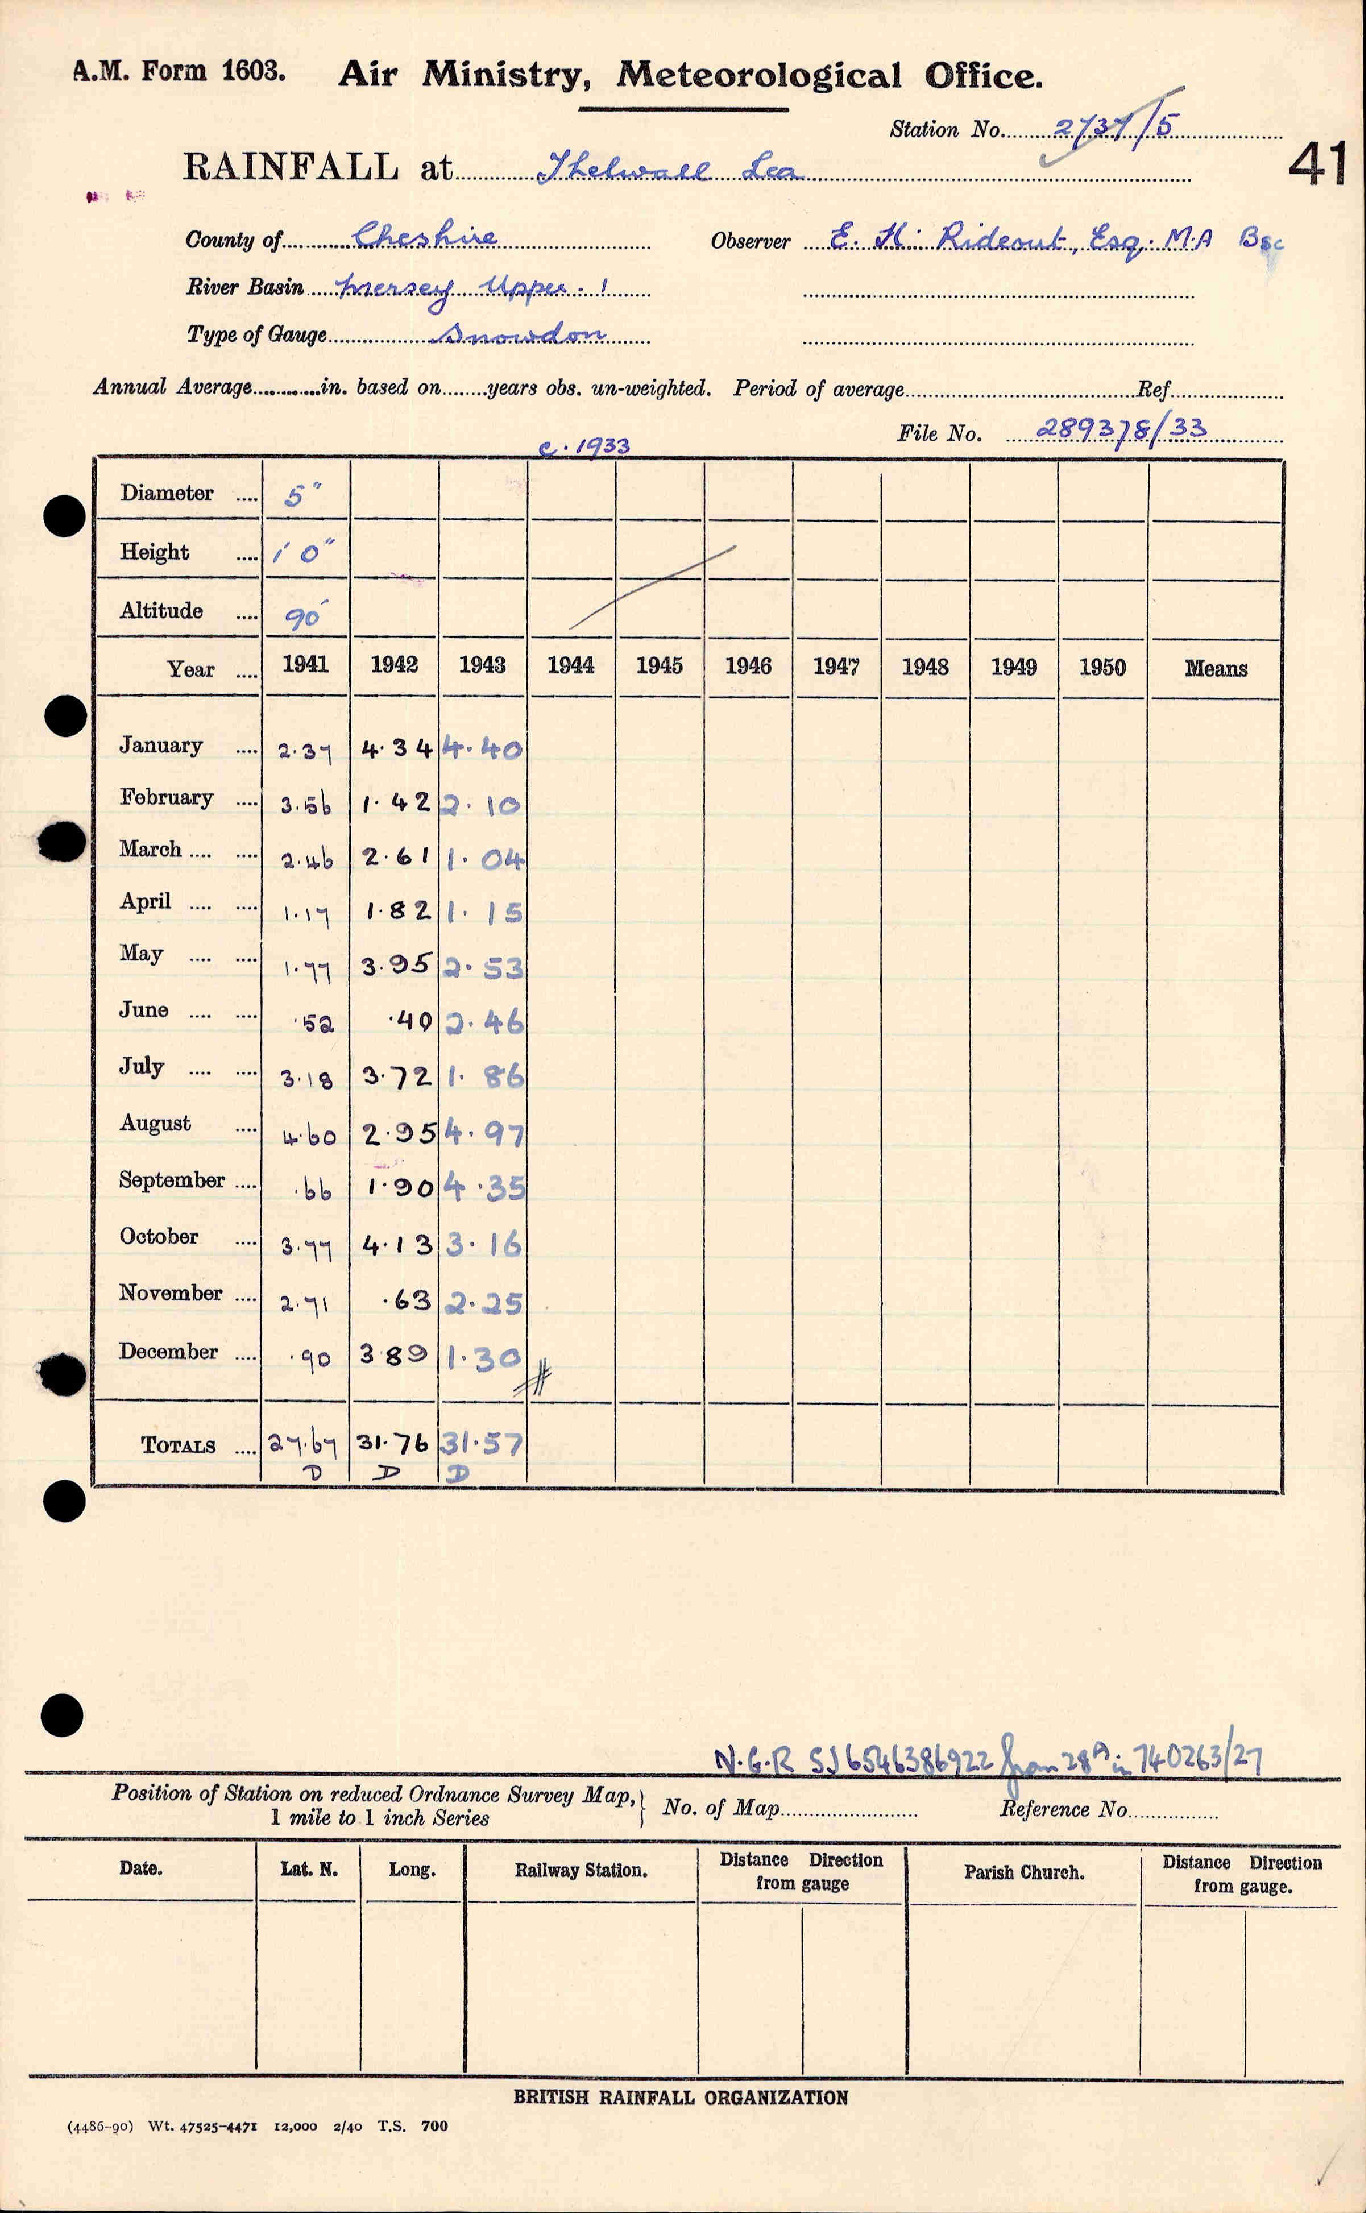 A.M. Form 1603. Air Ministry, Meteorological Office.
Station No. 2737/5
41
RAINFALL at Thelwall Lea
County of Cheshire Observer E. H. Rideout, Esq. M.A Bsc
River Basin Mersey Upper. 1
Type of Gauge Snowdon
Annual Average in. based on years obs. un-weighted. Period of average Ref.
File No. 289378/33
c. 1933
Diameter .... 5"
Height .... 1' 0"
Altitude .... 90'
Year .... 1941 1942 1943 1944 1945 1946 1947 1948 1949 1950 Means
January .... 2.37 4.34 4.40
February .... 3.56 1.42 2.10
March .... .... 2.46 2.61 1.04
April .... .... 1.17 1.82 1.15
May .... .... 1.77 3.95 2.53
June .... .... .52 .40 2.46
July .... .... 3.18 3.72 1.86
August .... 4.60 2.95 4.97
September .... .66 1.90 4.35
October .... 3.77 4.13 3.16
November .... 2.71 .63 2.25
December .... .90 3.89 1.30
TOTALS .... 27.67 31.76 31.57
D D D
N.G.R SJ6546386922 from 28A in 740263/27
Position of Station on reduced Ordnance Survey Map,
1 mile to 1 inch Series
No. of Map Reference No.
Date. Lat. N. Long. Railway Station. Distance Direction from gauge Parish Church. Distance Direction from gauge.
BRITISH RAINFALL ORGANIZATION
(4486-90) Wt. 47525-4471 12,000 2/40 T.S. 700